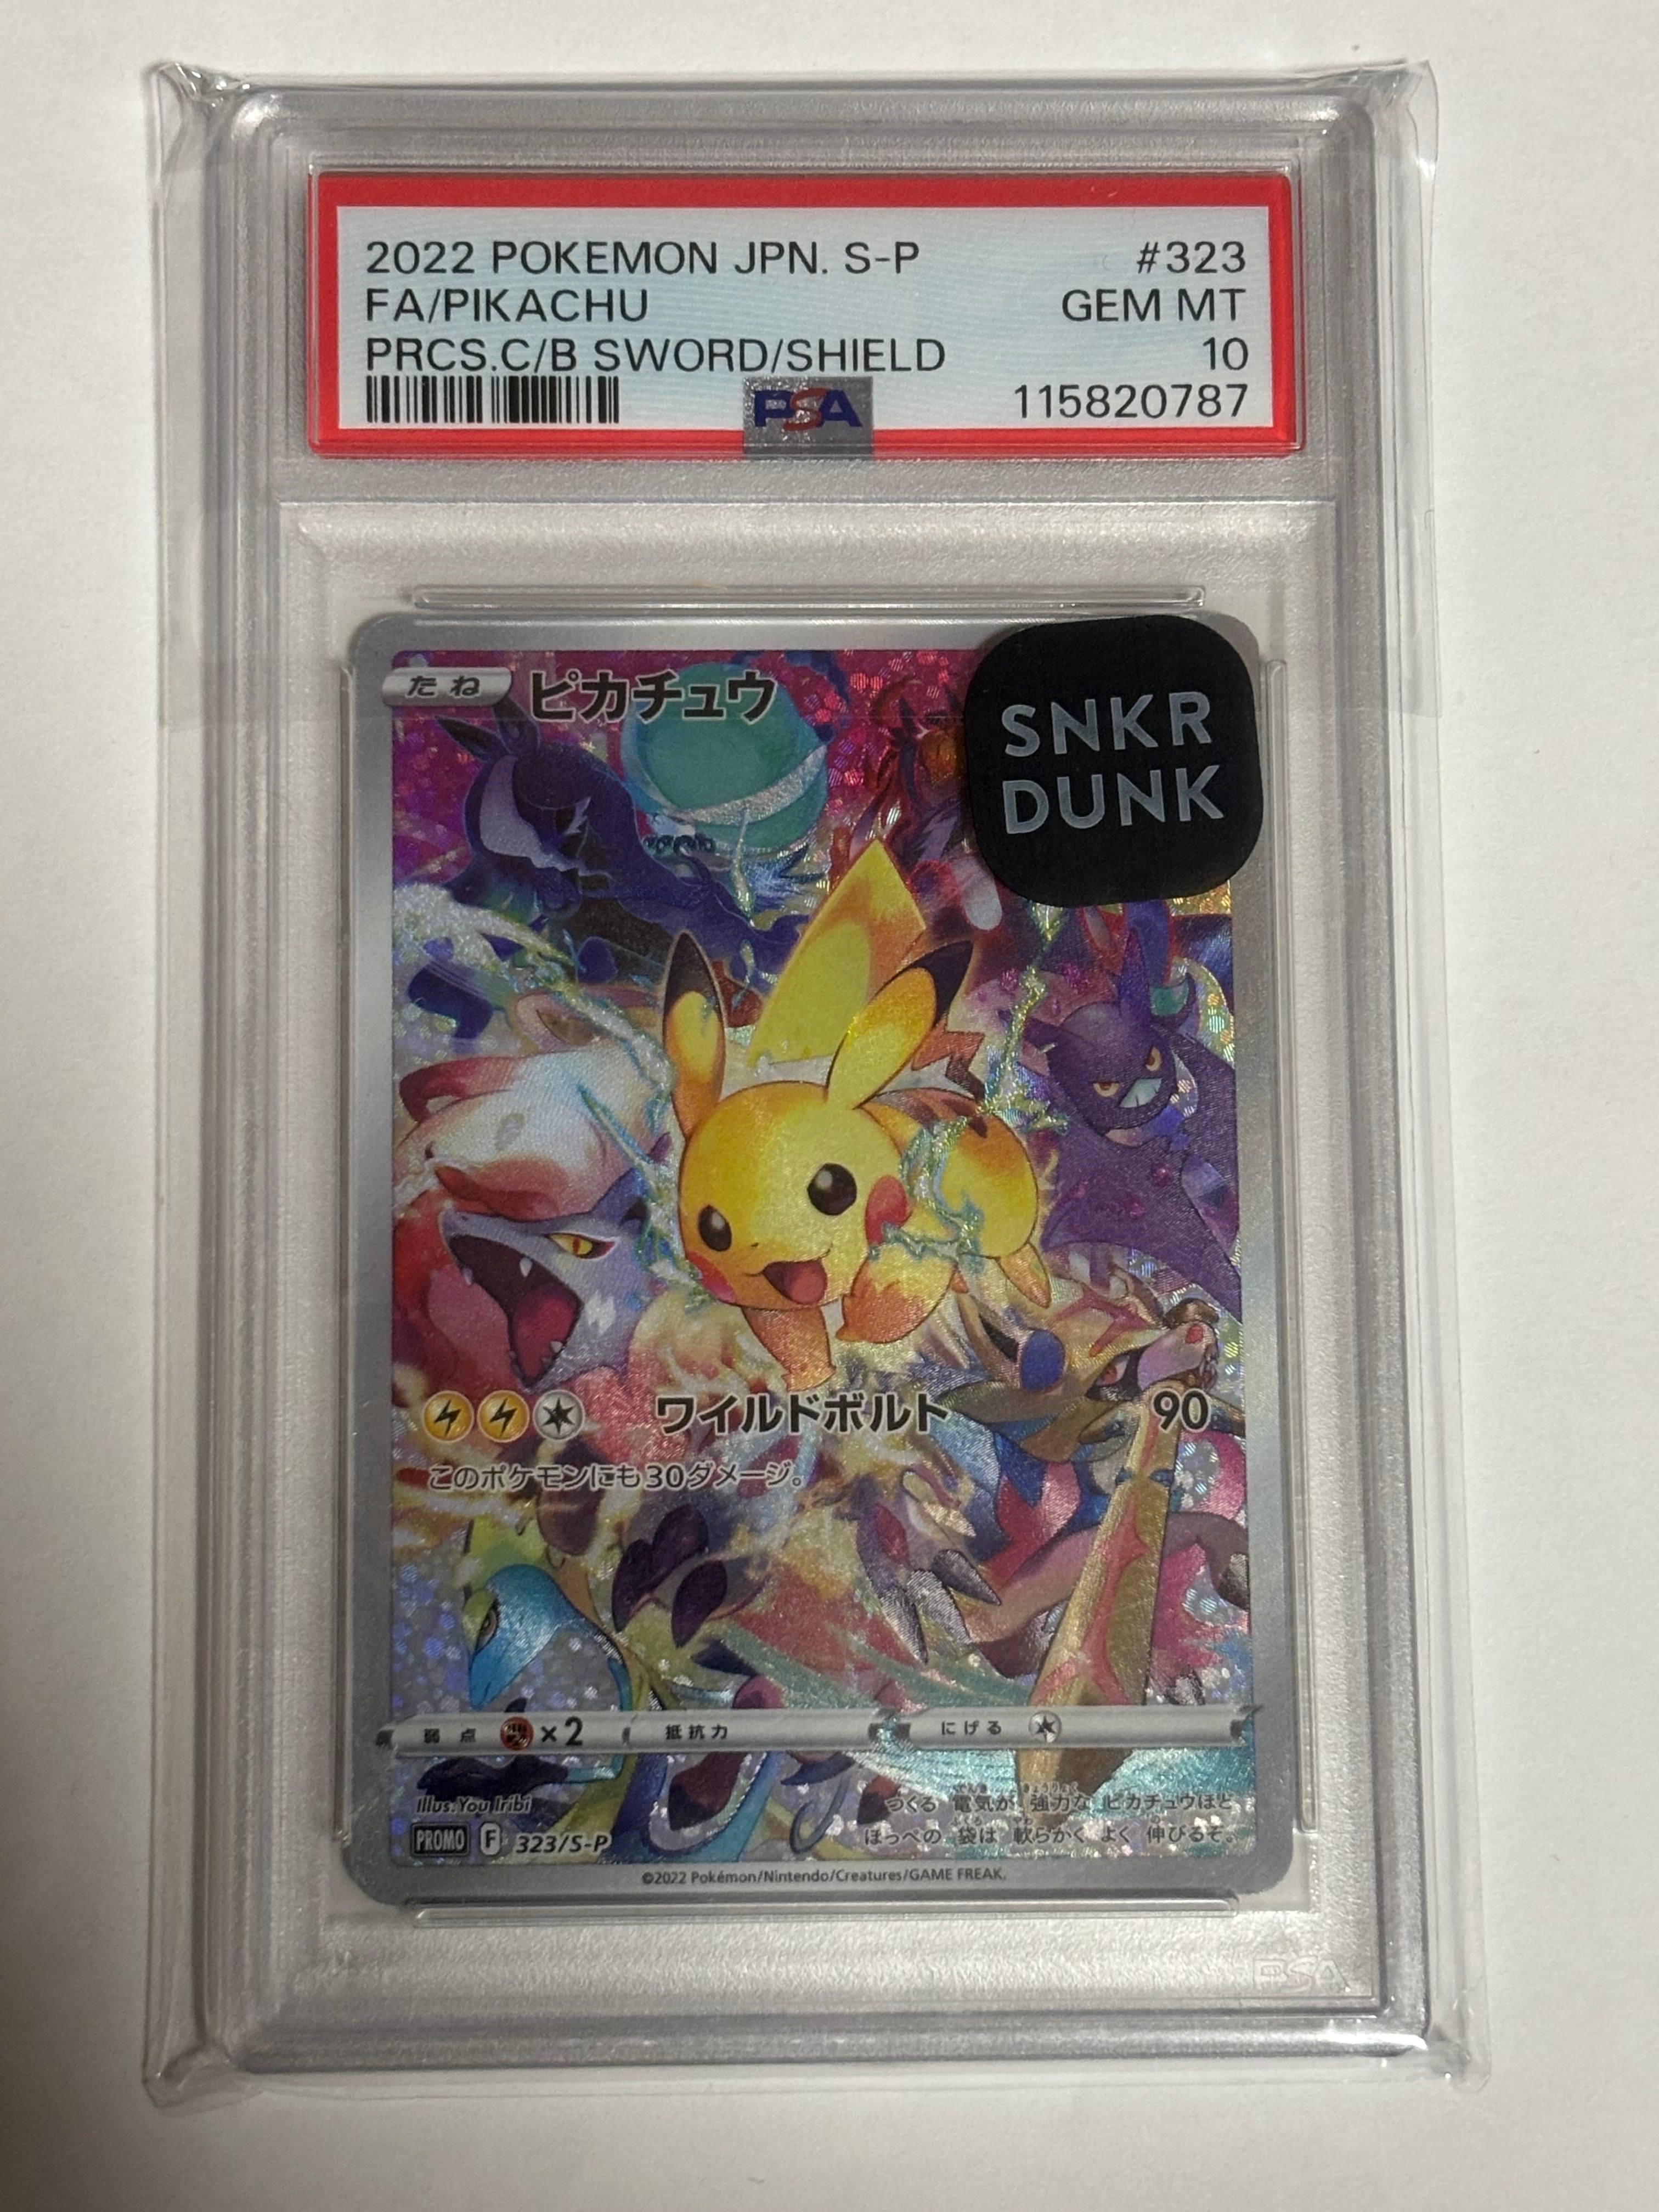 2022 POKEMON JPN. S-P #323
FA/PIKACHU GEM MT
PRCS.C/B SWORD/SHIELD 10
PSA 115820787
たね ピカチュウ
SNKR
DUNK
ワイルドボルト 90
このポケモンにも30ダメージ。
弱点 ×2 抵抗力 にげる
Illus. You Iribi
つくる 電気が 強力な ピカチュウほど
ほっぺの 袋は 軟らかく よく 伸びるぞ。
PROMO F 323/S-P
©2022 Pokémon/Nintendo/Creatures/GAME FREAK.
PSA